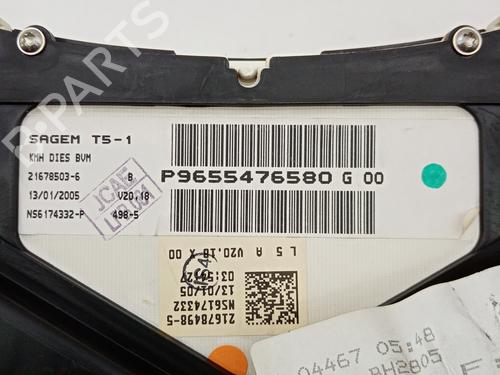 SAGEM T5-1
KMH DIES BVM
21678503-6 B
13/01/2005 V20.18
NS6174332-P 498-5
JCAE
P9655476580 G 00
L 5 A V20.18 X 00
13/01/05
NS6174332
21678498-5
04467 05:48
BH2805